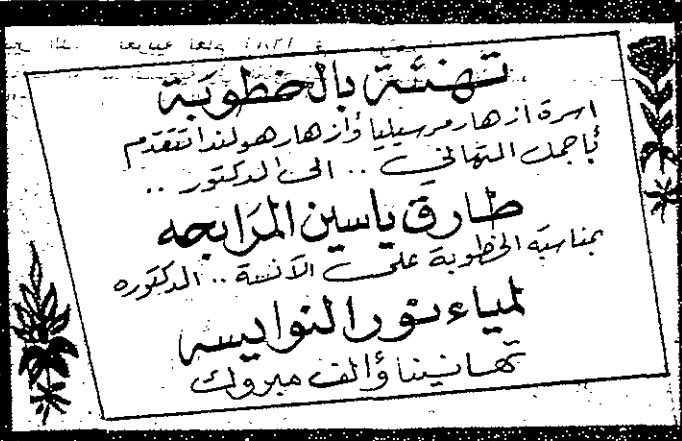 تهنئة بالخطوبة
اسرة ازهار مرسيليا وأزهار هولندا تتقدم
بأجمل التهاني .. الى الدكتور ..
طارق ياسين المرابحه
بمناسبة الخطوبة على الآنسة .. الدكتوره
لمياء نور النوايسه
تهانينا وألف مبروك